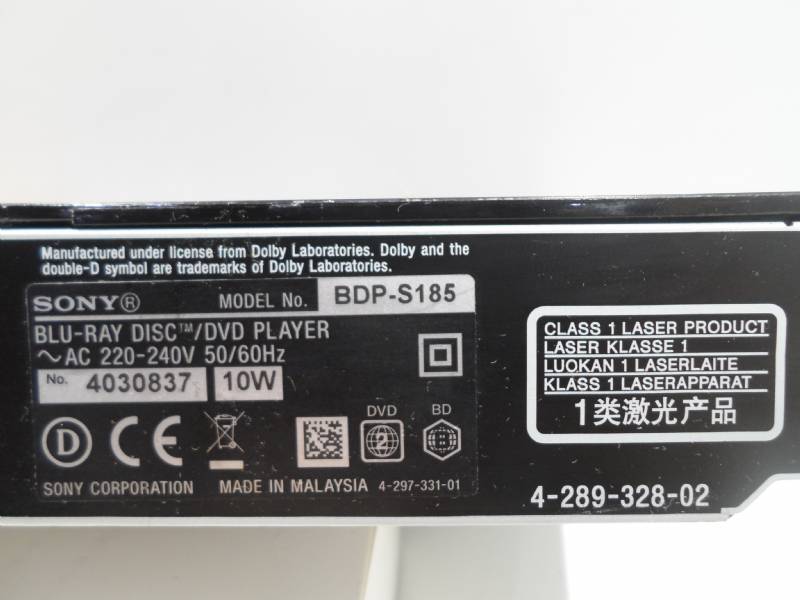 Manufactured under license from Dolby Laboratories. Dolby and the
double-D symbol are trademarks of Dolby Laboratories.
SONY® MODEL No. BDP-S185
BLU-RAY DISC™/DVD PLAYER
～AC 220-240V 50/60Hz
No. 4030837 10W
DVD BD
D CE 2
SONY CORPORATION MADE IN MALAYSIA 4-297-331-01
CLASS 1 LASER PRODUCT
LASER KLASSE 1
LUOKAN 1 LASERLAITE
KLASS 1 LASERAPPARAT
1类激光产品
4-289-328-02